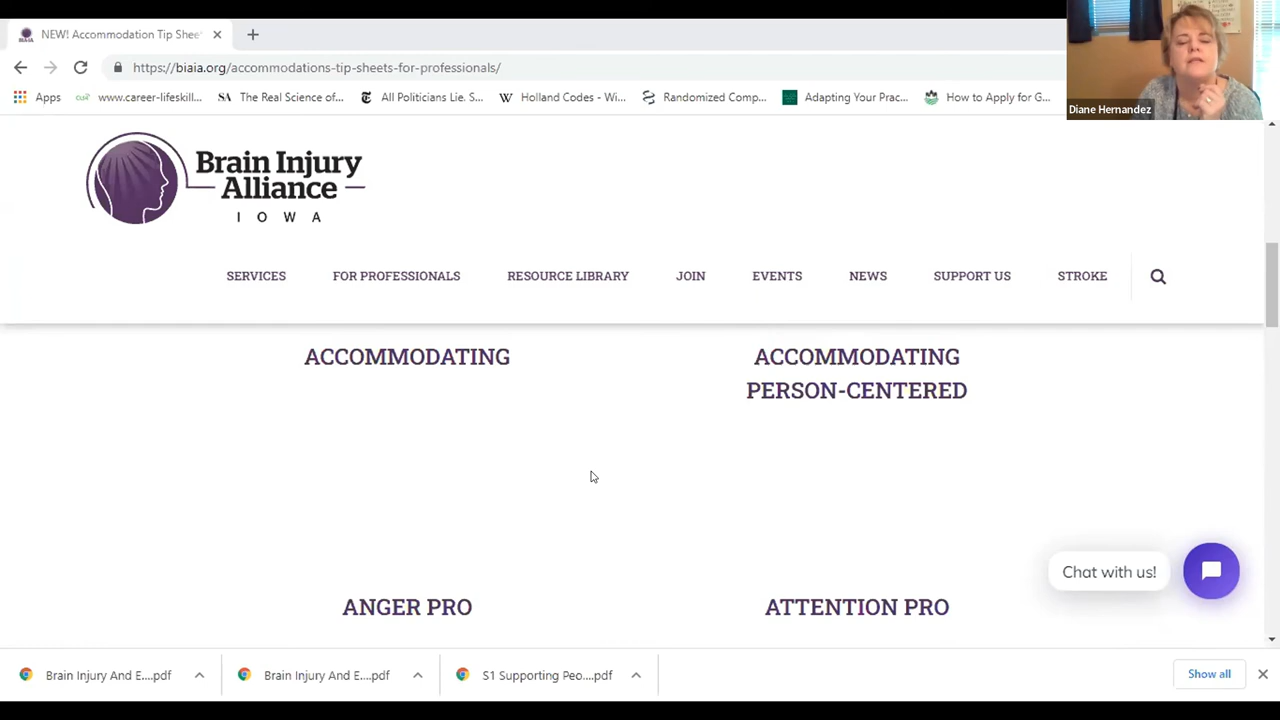 NEW! Accommodation Tip Shee
https://biaia.org/accommodations-tip-sheets-for-professionals/
Apps www.career-lifeskill... SA The Real Science of... All Politicians Lie. S... W Holland Codes - Wi... Randomized Comp... Adapting Your Prac... How to Apply for G...
Diane Hernandez
Brain Injury
Alliance
IOWA
SERVICES FOR PROFESSIONALS RESOURCE LIBRARY JOIN EVENTS NEWS SUPPORT US STROKE
ACCOMMODATING
ACCOMMODATING
PERSON-CENTERED
Chat with us!
ANGER PRO ATTENTION PRO
Brain Injury And E....pdf Brain Injury And E....pdf S1 Supporting Peo....pdf Show all